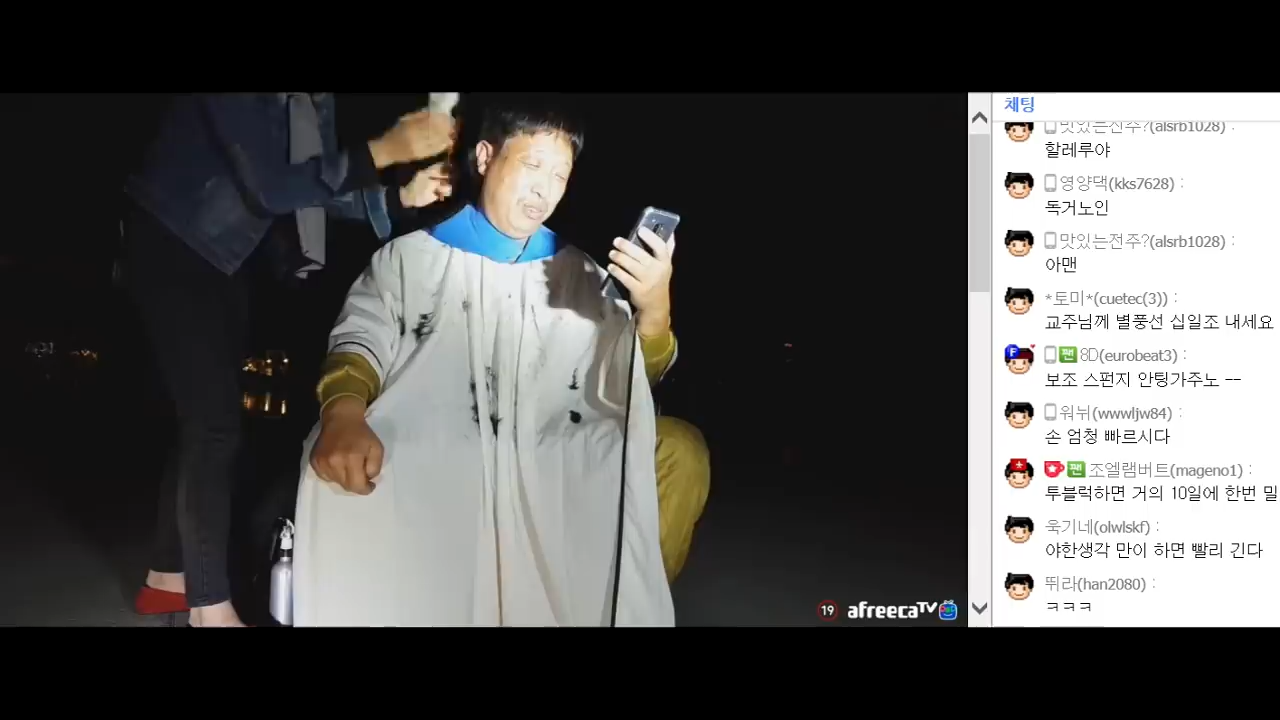 채팅
맛있는전주?(alsrb1028) :
할렐루야
영양댁(kks7628) :
독거노인
맛있는전주?(alsrb1028) :
아맨
*토미*(cuetec(3)) :
교주님께 별풍선 십일조 내세요
팬 8D(eurobeat3) :
보조 스펀지 안팅가주노 --
워뉘(wwwljw84) :
손 엄청 빠르시다
팬 조엘램버트(mageno1) :
투블럭하면 거의 10일에 한번 밀
욱기네(olwlskf) :
야한생각 만이 하면 빨리 긴다
뛰라(han2080) :
ㅋㅋㅋ
19 afreecaTV